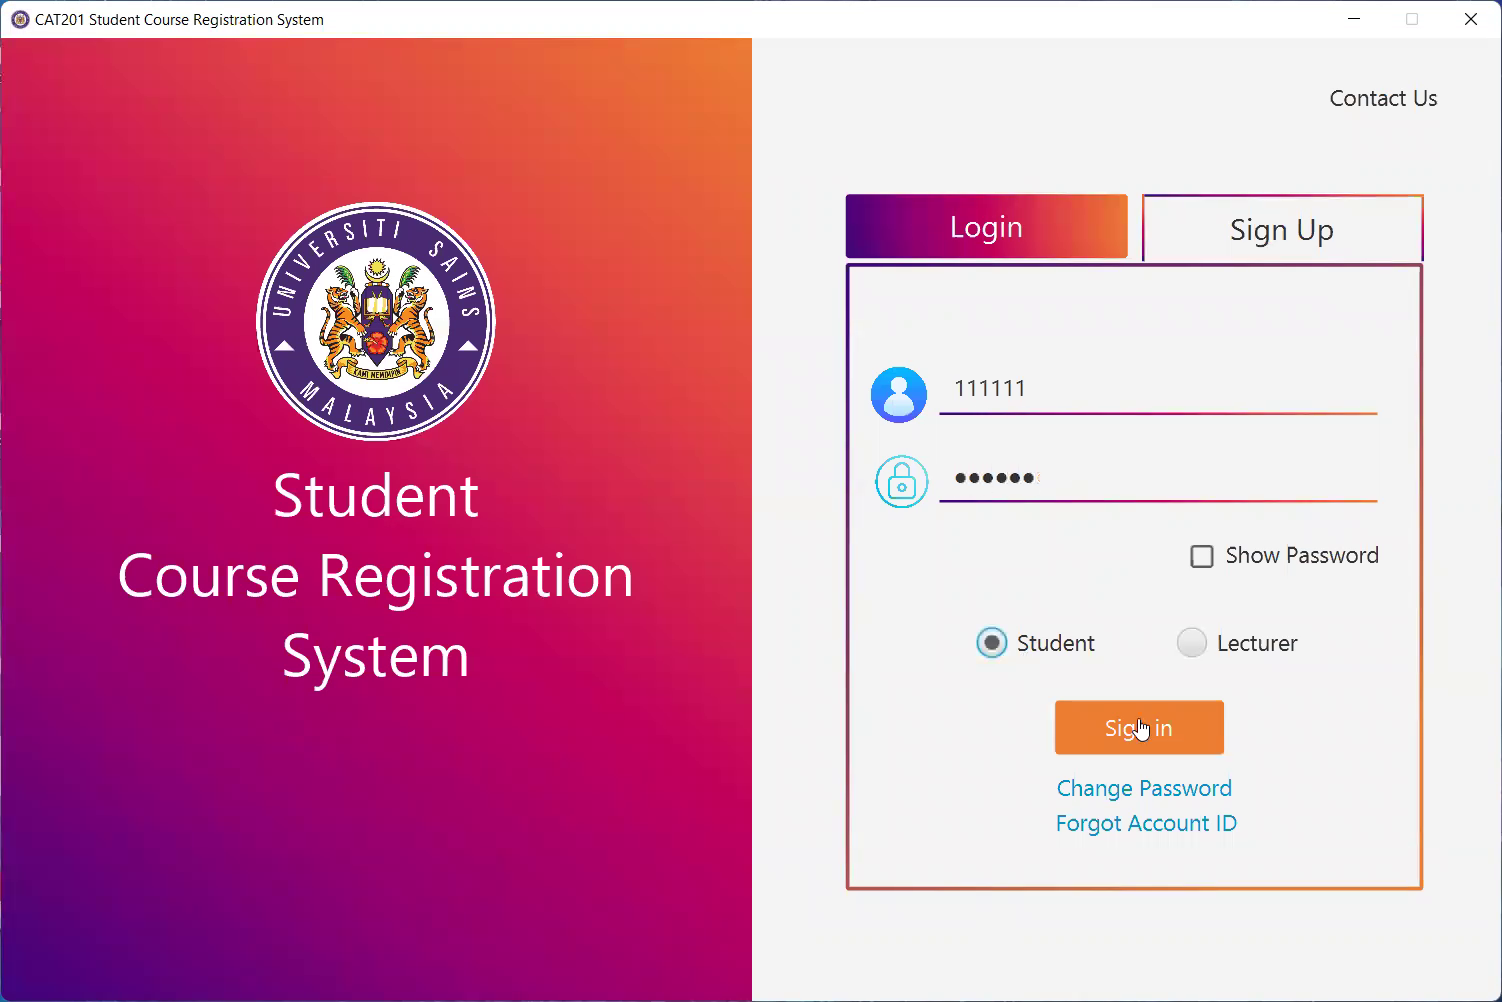 CAT201 Student Course Registration System
UNIVERSITI SAINS
MALAYSIA
KAMI MEMIMPIN
Student
Course Registration
System
Contact Us
Login
Sign Up
111111
••••••
Show Password
Student
Lecturer
Sign in
Change Password
Forgot Account ID